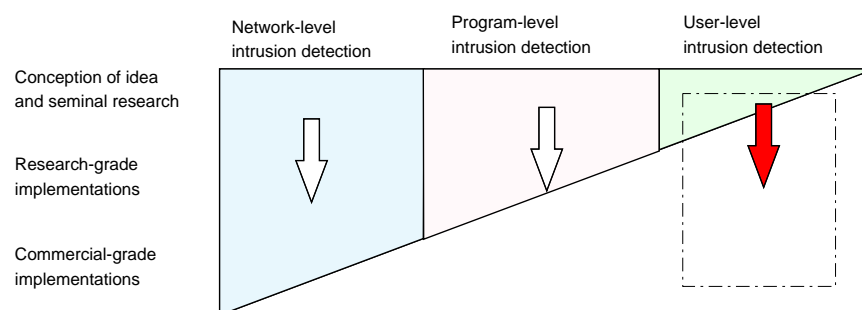 Network-level
intrusion detection
Program-level
intrusion detection
User-level
intrusion detection
Conception of idea
and seminal research
Research-grade
implementations
Commercial-grade
implementations